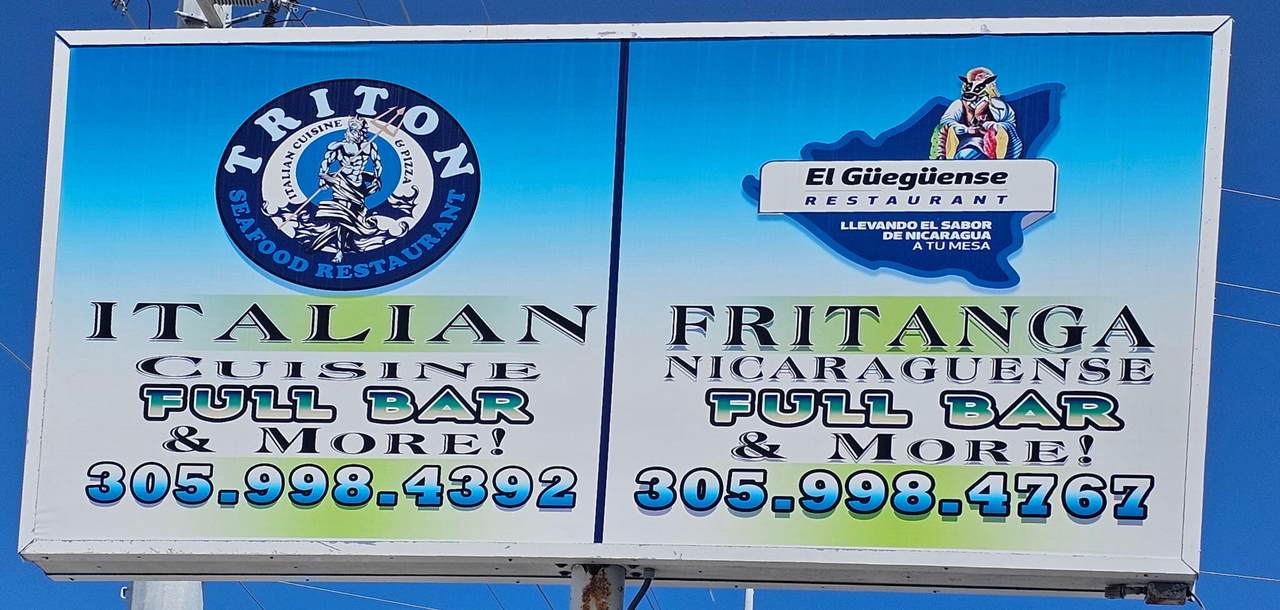 TRITON
ITALIAN CUISINE & PIZZA
SEAFOOD RESTAURANT
ITALIAN
CUISINE
FULL BAR
& MORE!
305.998.4392
El Güegüense
RESTAURANT
LLEVANDO EL SABOR
DE NICARAGUA
A TU MESA
FRITANGA
NICARAGUENSE
FULL BAR
& MORE!
305.998.4767